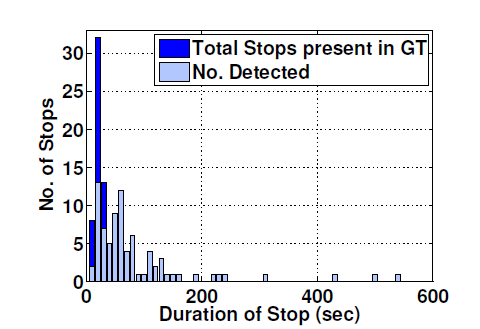 Total Stops present in GT
No. Detected
No. of Stops
30
25
20
15
10
5
0
0 200 400 600
Duration of Stop (sec)